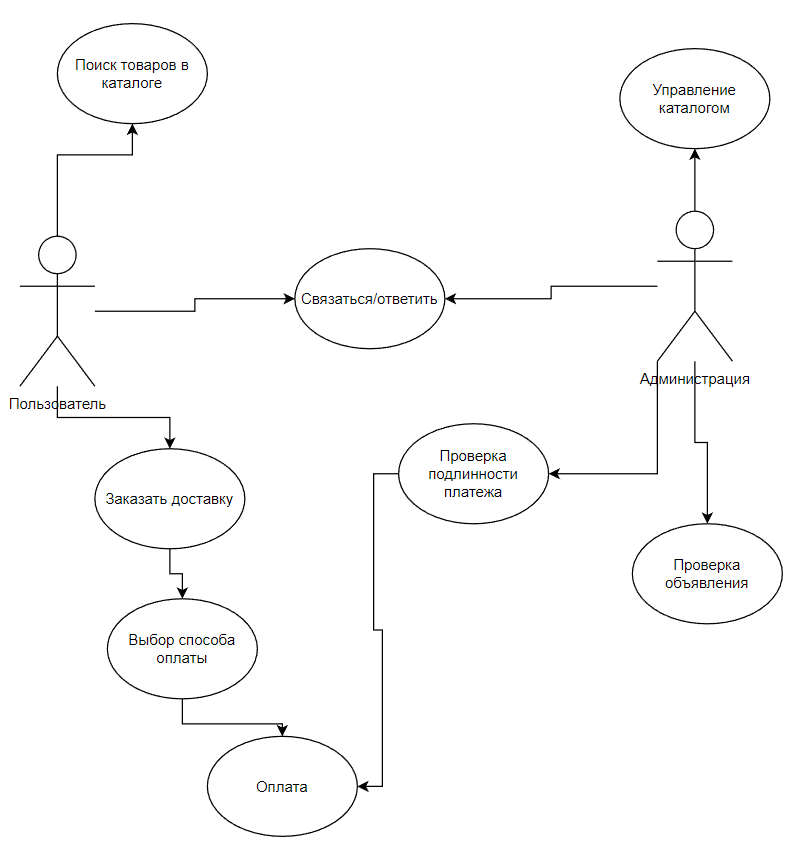 Поиск товаров в
каталоге
Управление
каталогом
Связаться/ответить
Администрация
Пользователь
Проверка
подлинности
платежа
Заказать доставку
Проверка
объявления
Выбор способа
оплаты
Оплата